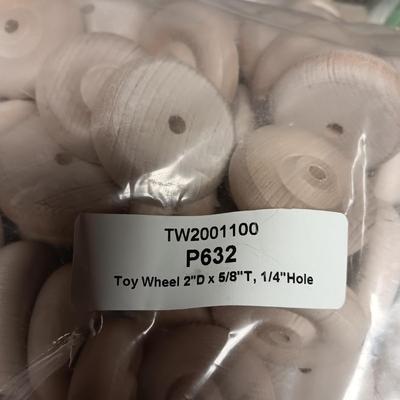 TW2001100
P632
Toy Wheel 2"D x 5/8"T, 1/4"Hole